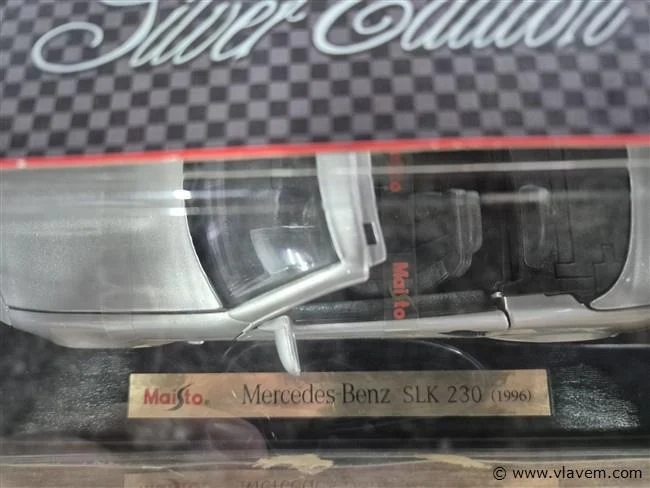 Silver Edition
Maisto
Maisto
Maisto. Mercedes-Benz SLK 230 (1996)
© www.vlavem.com